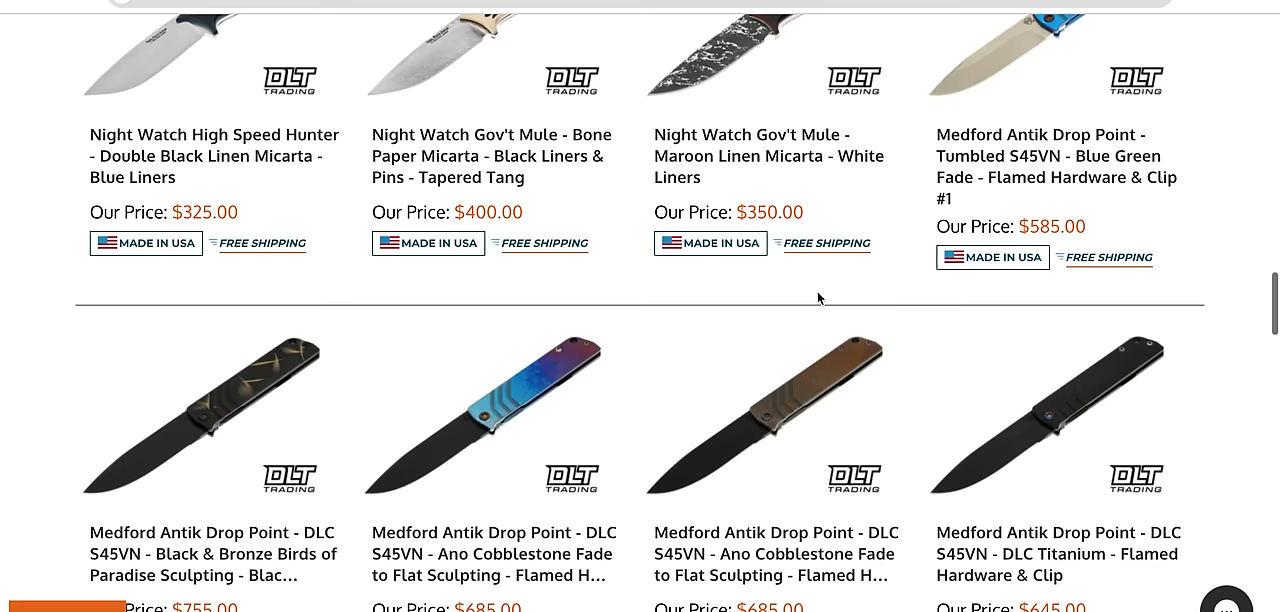 DLT
TRADING
DLT
TRADING
DLT
TRADING
DLT
TRADING
Night Watch High Speed Hunter
- Double Black Linen Micarta -
Blue Liners
Our Price: $325.00
MADE IN USA FREE SHIPPING
Night Watch Gov't Mule - Bone
Paper Micarta - Black Liners &
Pins - Tapered Tang
Our Price: $400.00
MADE IN USA FREE SHIPPING
Night Watch Gov't Mule -
Maroon Linen Micarta - White
Liners
Our Price: $350.00
MADE IN USA FREE SHIPPING
Medford Antik Drop Point -
Tumbled S45VN - Blue Green
Fade - Flamed Hardware & Clip
#1
Our Price: $585.00
MADE IN USA FREE SHIPPING
DLT
TRADING
DLT
TRADING
DLT
TRADING
DLT
TRADING
Medford Antik Drop Point - DLC
S45VN - Black & Bronze Birds of
Paradise Sculpting - Blac...
Price: $755.00
Medford Antik Drop Point - DLC
S45VN - Ano Cobblestone Fade
to Flat Sculpting - Flamed H...
Our Price: $685.00
Medford Antik Drop Point - DLC
S45VN - Ano Cobblestone Fade
to Flat Sculpting - Flamed H...
Our Price: $685.00
Medford Antik Drop Point - DLC
S45VN - DLC Titanium - Flamed
Hardware & Clip
Our Price: $645.00